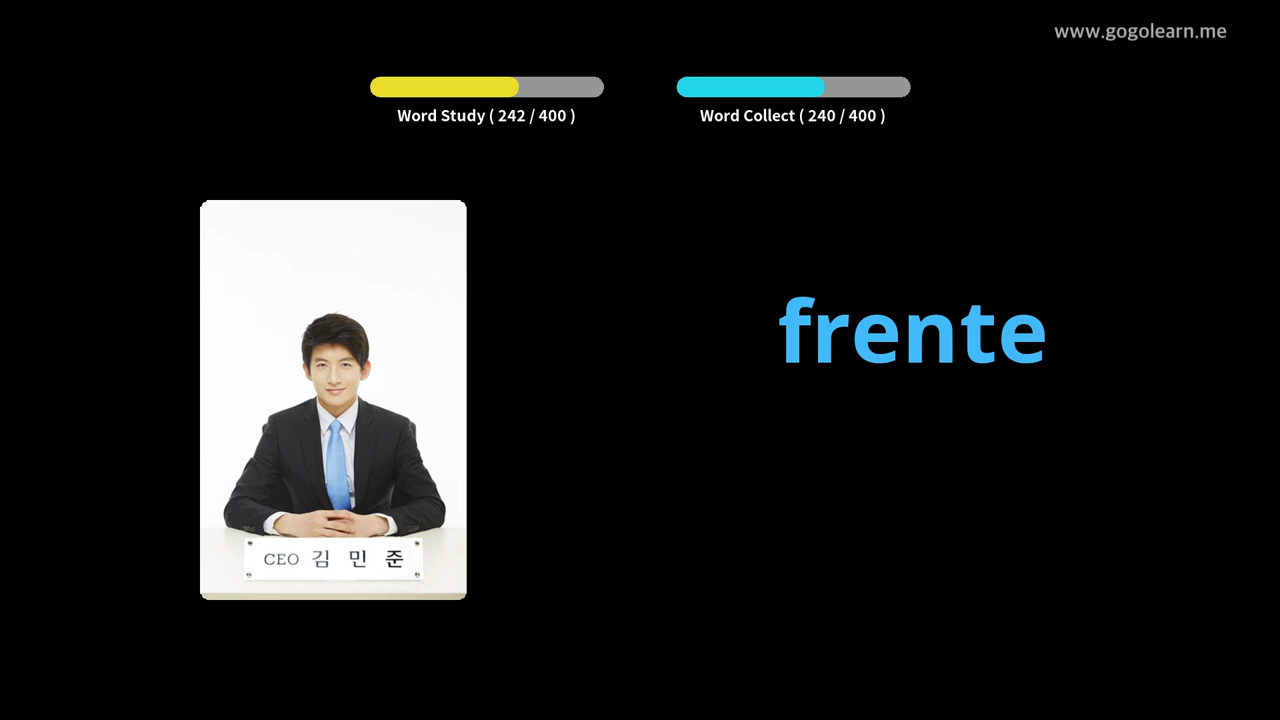 www.gogolearn.me
Word Study ( 242 / 400 )
Word Collect ( 240 / 400 )
frente
CEO 김 민 준